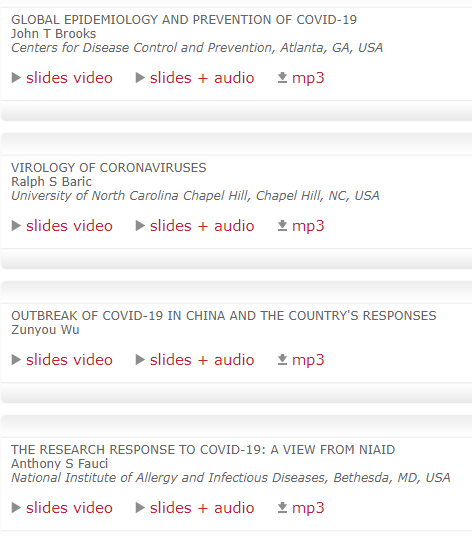 GLOBAL EPIDEMIOLOGY AND PREVENTION OF COVID-19
John T Brooks
Centers for Disease Control and Prevention, Atlanta, GA, USA
slides video slides + audio mp3
VIROLOGY OF CORONAVIRUSES
Ralph S Baric
University of North Carolina Chapel Hill, Chapel Hill, NC, USA
slides video slides + audio mp3
OUTBREAK OF COVID-19 IN CHINA AND THE COUNTRY'S RESPONSES
Zunyou Wu
slides video slides + audio mp3
THE RESEARCH RESPONSE TO COVID-19: A VIEW FROM NIAID
Anthony S Fauci
National Institute of Allergy and Infectious Diseases, Bethesda, MD, USA
slides video slides + audio mp3